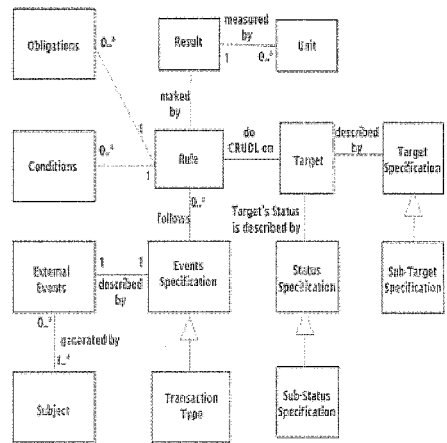 Obligations
0..*
Result
measured
by
1
0..*
Unit
maked
by
1
Conditions
0..*
1
Rule
do
CRUDL on
Target
described
by
Target
Specification
0..*
follows
Target's Status
is described by
External
Events
1
1
described
by
Events
Specification
Status
Specification
Sub-Target
Specification
0..*
gacarated by
1..*
Subject
Transaction
Type
Sub-Status
Specification